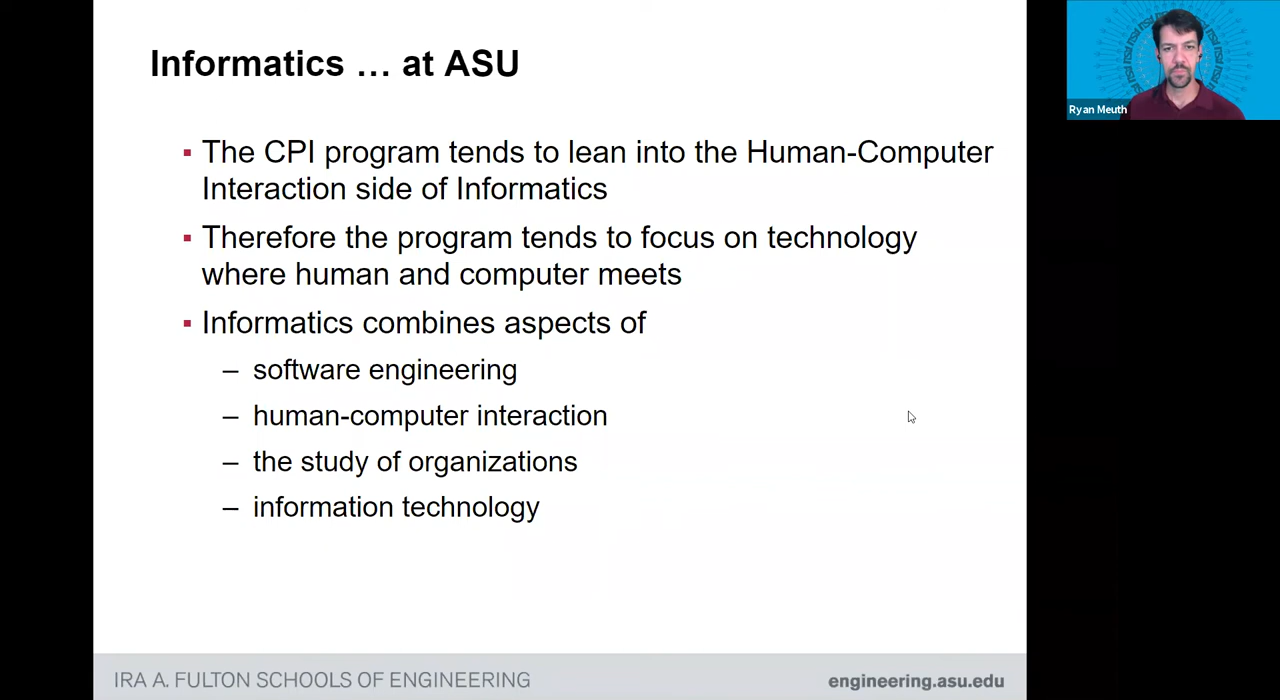 Informatics … at ASU
▪ The CPI program tends to lean into the Human-Computer
Interaction side of Informatics
▪ Therefore the program tends to focus on technology
where human and computer meets
▪ Informatics combines aspects of
– software engineering
– human-computer interaction
– the study of organizations
– information technology
IRA A. FULTON SCHOOLS OF ENGINEERING
engineering.asu.edu
Ryan Meuth